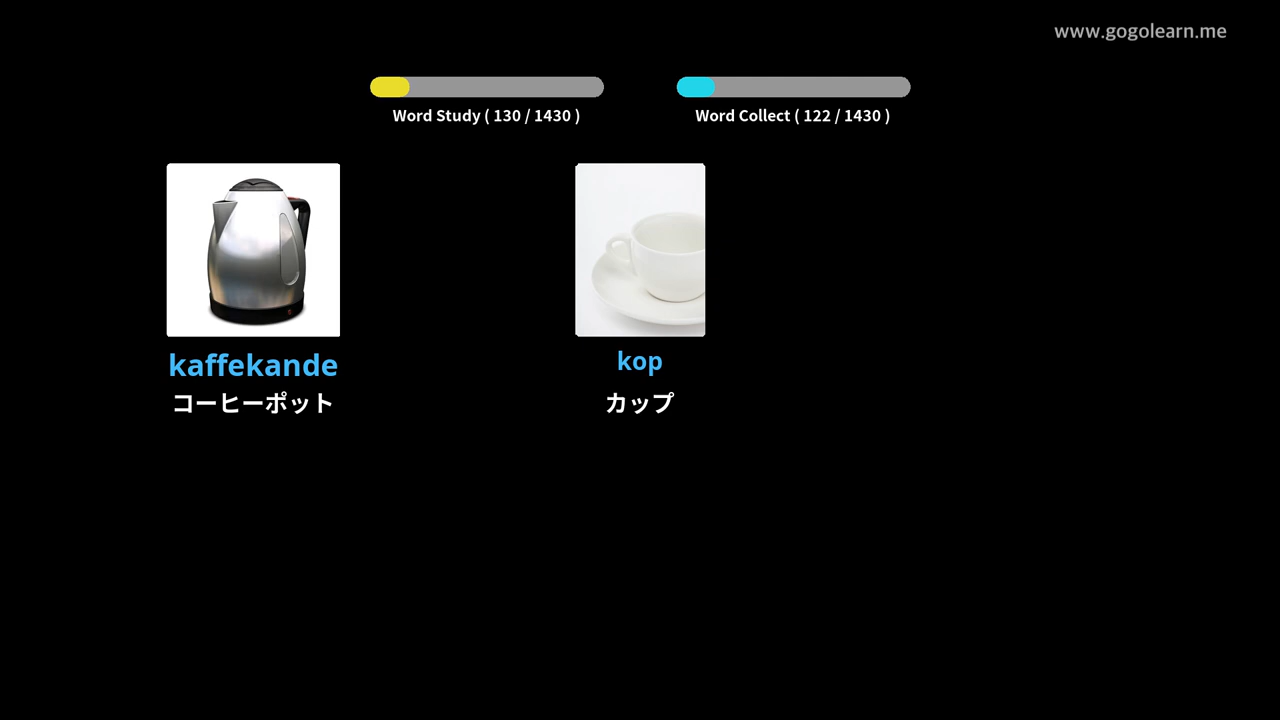 www.gogolearn.me
Word Study ( 130 / 1430 )
Word Collect ( 122 / 1430 )
kaffekande
コーヒーポット
kop
カップ